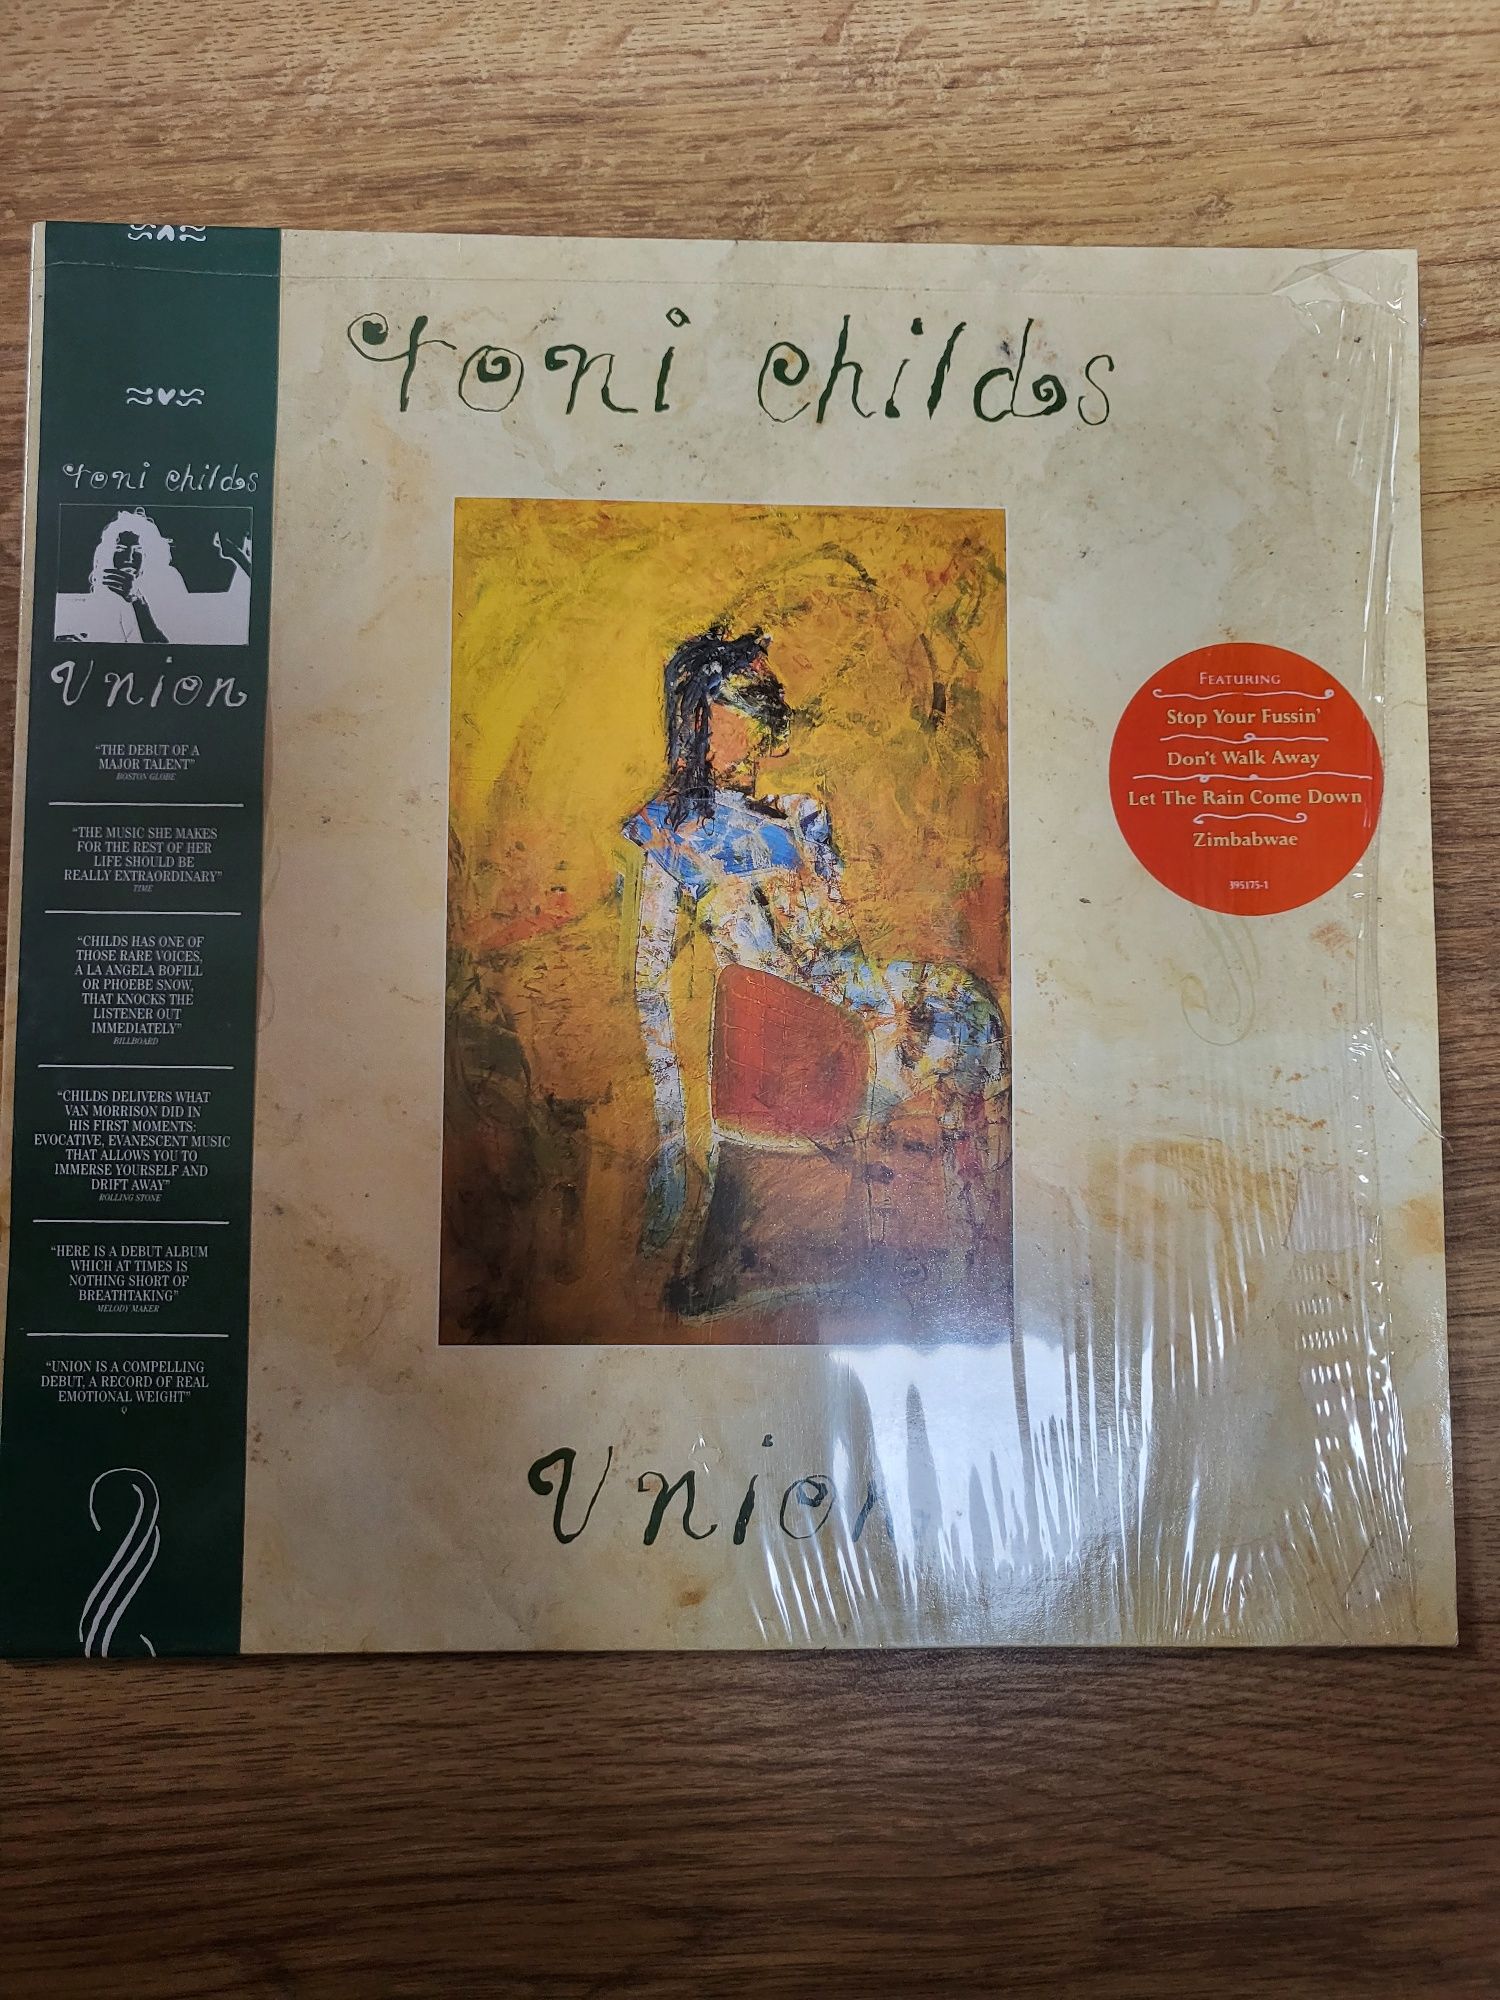 toni childs
toni childs
Union
"THE DEBUT OF A
MAJOR TALENT"
BOSTON GLOBE
"THE MUSIC SHE MAKES
FOR THE REST OF HER
LIFE SHOULD BE
REALLY EXTRAORDINARY"
TIME
"CHILDS HAS ONE OF
THOSE RARE VOICES,
A LA ANGELA BOFILL
OR PHOEBE SNOW,
THAT KNOCKS THE
LISTENER OUT
IMMEDIATELY"
BILLBOARD
"CHILDS DELIVERS WHAT
VAN MORRISON DID IN
HIS FIRST MOMENTS:
EVOCATIVE, EVANESCENT MUSIC
THAT ALLOWS YOU TO
IMMERSE YOURSELF AND
DRIFT AWAY"
ROLLING STONE
"HERE IS A DEBUT ALBUM
WHICH AT TIMES IS
NOTHING SHORT OF
BREATHTAKING"
MELODY MAKER
"UNION IS A COMPELLING
DEBUT, A RECORD OF REAL
EMOTIONAL WEIGHT"
Q
FEATURING
Stop Your Fussin'
Don't Walk Away
Let The Rain Come Down
Zimbabwae
395175-1
Union